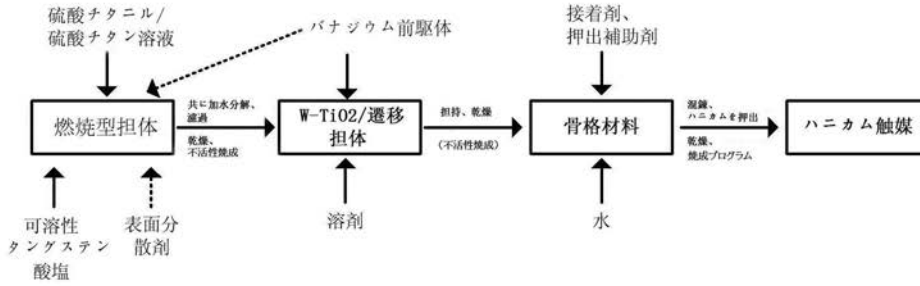 硫酸チタニル/
硫酸チタン溶液
バナジウム前駆体
接着剤、
押出補助剤
燃焼型担体
共に加水分解、
濾過
乾燥、
不活性焼成
W-TiO2/遷移
担体
担持、乾燥
(不活性焼成)
骨格材料
混錬、
ハニカムを押出
乾燥、
焼成プログラム
ハニカム触媒
可溶性
タングステン
酸塩
表面分
散剤
溶剤
水